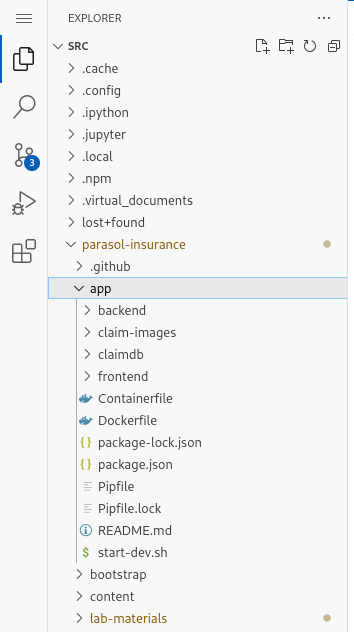 EXPLORER
SRC
.cache
.config
.ipython
.jupyter
.local
.npm
.virtual_documents
lost+found
parasol-insurance
.github
app
backend
claim-images
claimdb
frontend
Containerfile
Dockerfile
{} package-lock.json
{} package.json
Pipfile
Pipfile.lock
README.md
$ start-dev.sh
bootstrap
content
lab-materials
3